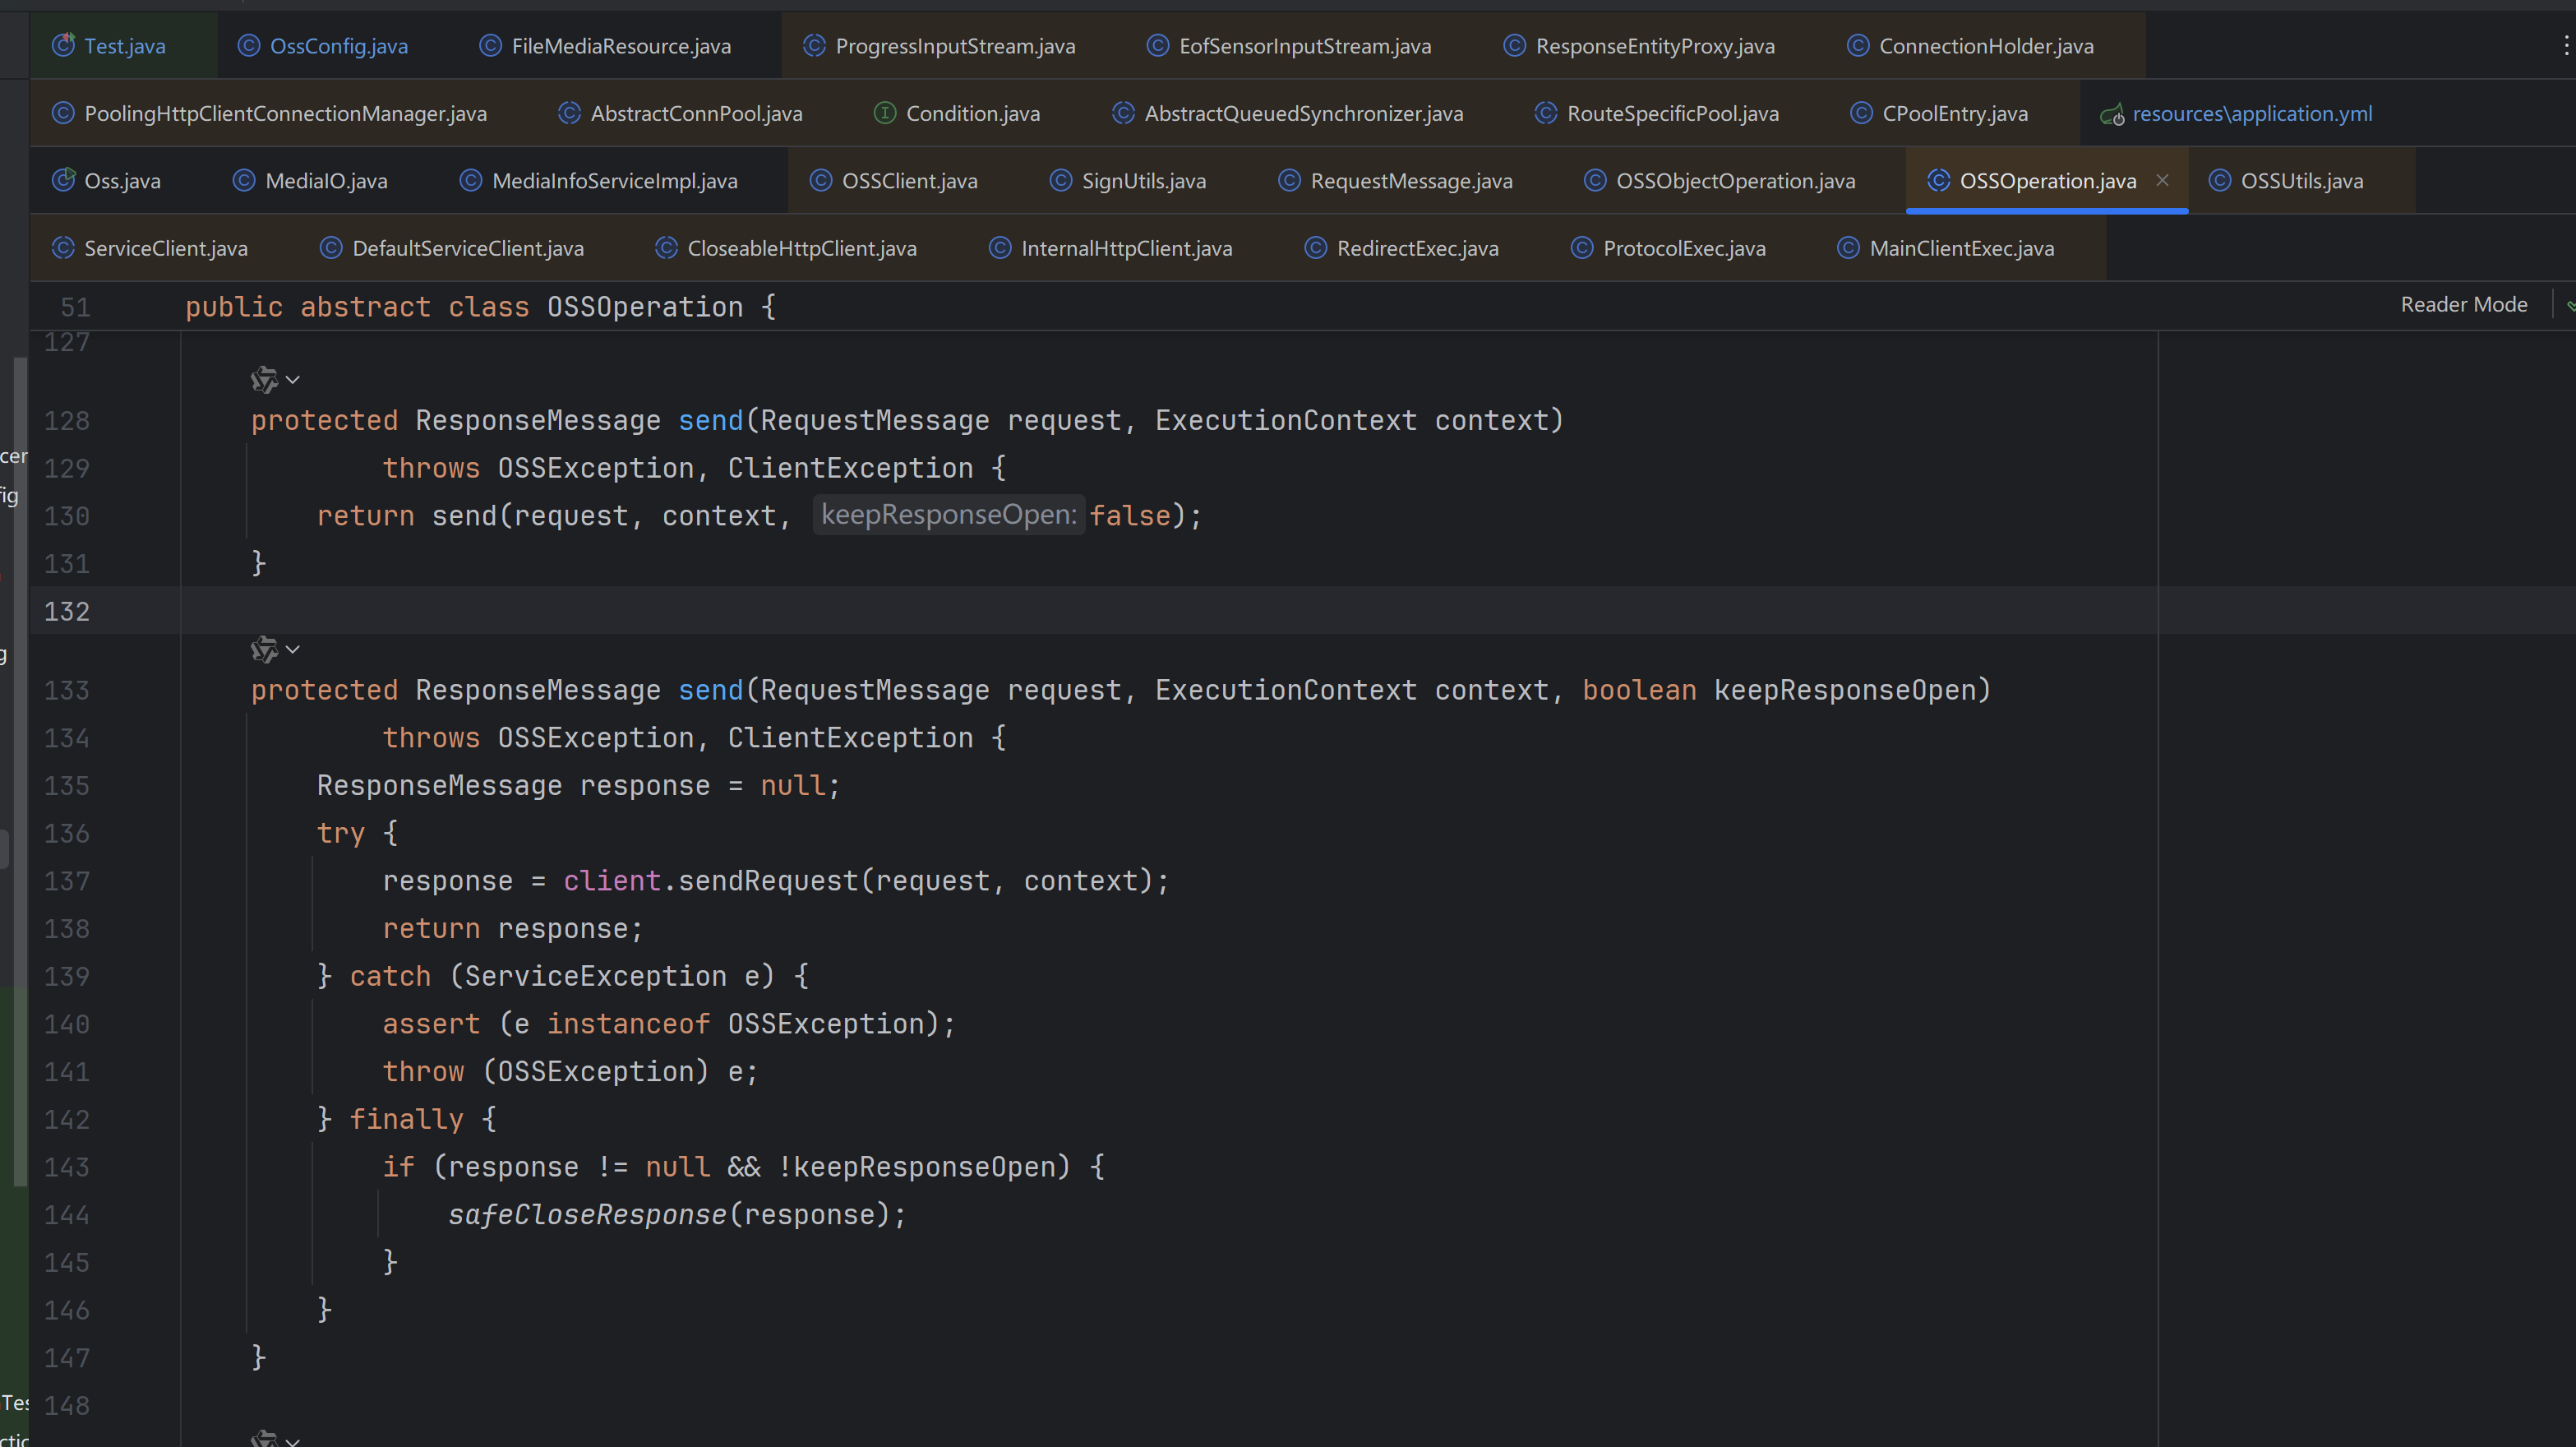 Test.java OssConfig.java FileMediaResource.java ProgressInputStream.java EofSensorInputStream.java ResponseEntityProxy.java ConnectionHolder.java
PoolingHttpClientConnectionManager.java AbstractConnPool.java Condition.java AbstractQueuedSynchronizer.java RouteSpecificPool.java CPoolEntry.java resources\application.yml
Oss.java MediaIO.java MediaInfoServiceImpl.java OSSClient.java SignUtils.java RequestMessage.java OSSObjectOperation.java OSSOperation.java OSSUtils.java
ServiceClient.java DefaultServiceClient.java CloseableHttpClient.java InternalHttpClient.java RedirectExec.java ProtocolExec.java MainClientExec.java
51 public abstract class OSSOperation { Reader Mode
127
128 protected ResponseMessage send(RequestMessage request, ExecutionContext context)
129 throws OSSException, ClientException {
130 return send(request, context, keepResponseOpen: false);
131 }
132
133 protected ResponseMessage send(RequestMessage request, ExecutionContext context, boolean keepResponseOpen)
134 throws OSSException, ClientException {
135 ResponseMessage response = null;
136 try {
137 response = client.sendRequest(request, context);
138 return response;
139 } catch (ServiceException e) {
140 assert (e instanceof OSSException);
141 throw (OSSException) e;
142 } finally {
143 if (response != null && !keepResponseOpen) {
144 safeCloseResponse(response);
145 }
146 }
147 }
148